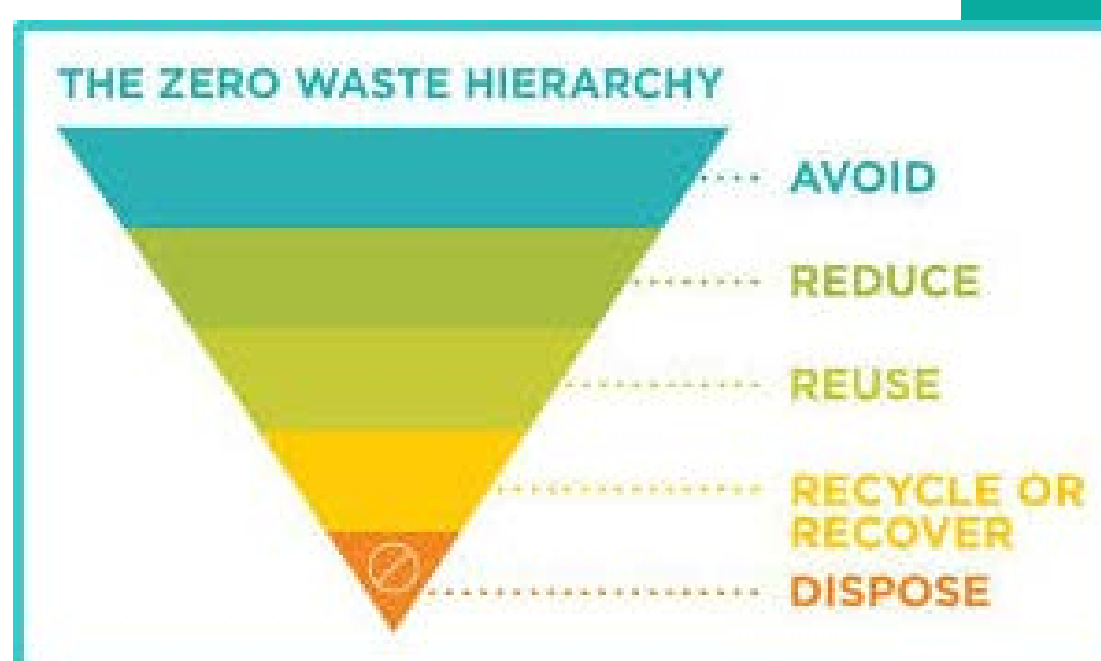 THE ZERO WASTE HIERARCHY
AVOID
REDUCE
REUSE
RECYCLE OR
RECOVER
DISPOSE